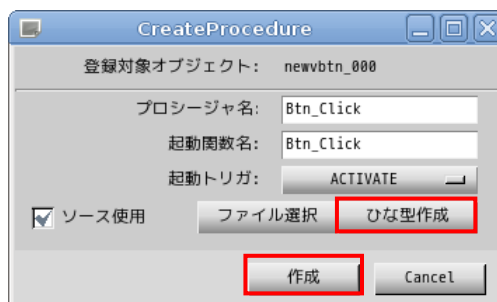 CreateProcedure
登録対象オブジェクト: newvbtn_000
プロシージャ名: Btn_Click
起動関数名: Btn_Click
起動トリガ: ACTIVATE
ソース使用 ファイル選択 ひな型作成
作成 Cancel